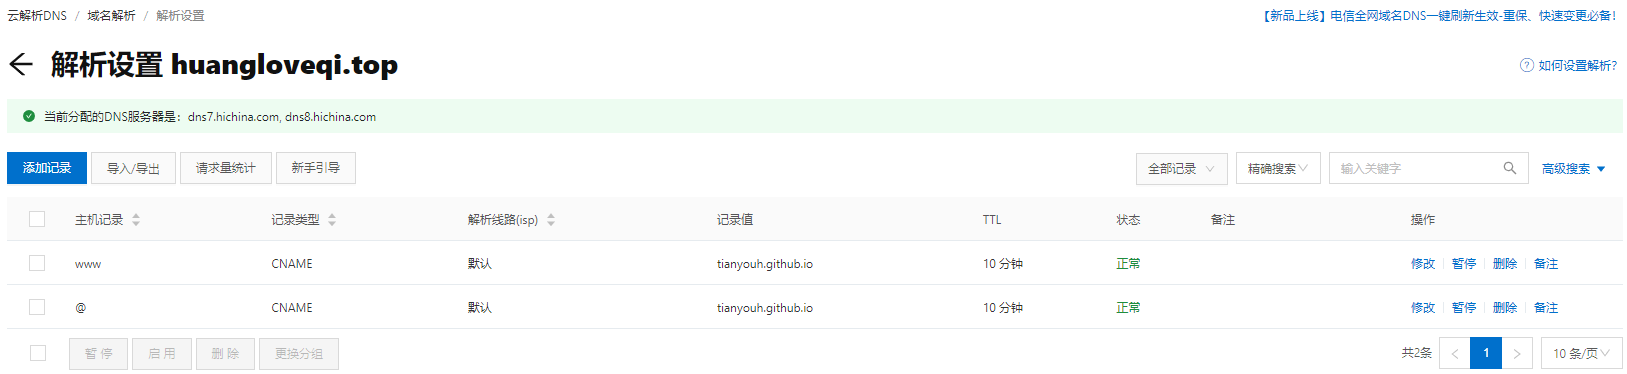 云解析DNS / 域名解析 / 解析设置
【新品上线】电信全网域名DNS一键刷新生效-重保、快速变更必备!
解析设置 huangloveqi.top
如何设置解析?
当前分配的DNS服务器是: dns7.hichina.com, dns8.hichina.com
添加记录 导入/导出 请求量统计 新手引导 全部记录 精确搜索 输入关键字 高级搜索
主机记录 记录类型 解析线路(isp) 记录值 TTL 状态 备注 操作
www CNAME 默认 tianyouh.github.io 10 分钟 正常 修改 暂停 删除 备注
@ CNAME 默认 tianyouh.github.io 10 分钟 正常 修改 暂停 删除 备注
暂停 启用 删除 更换分组 共2条 < 1 > 10 条/页